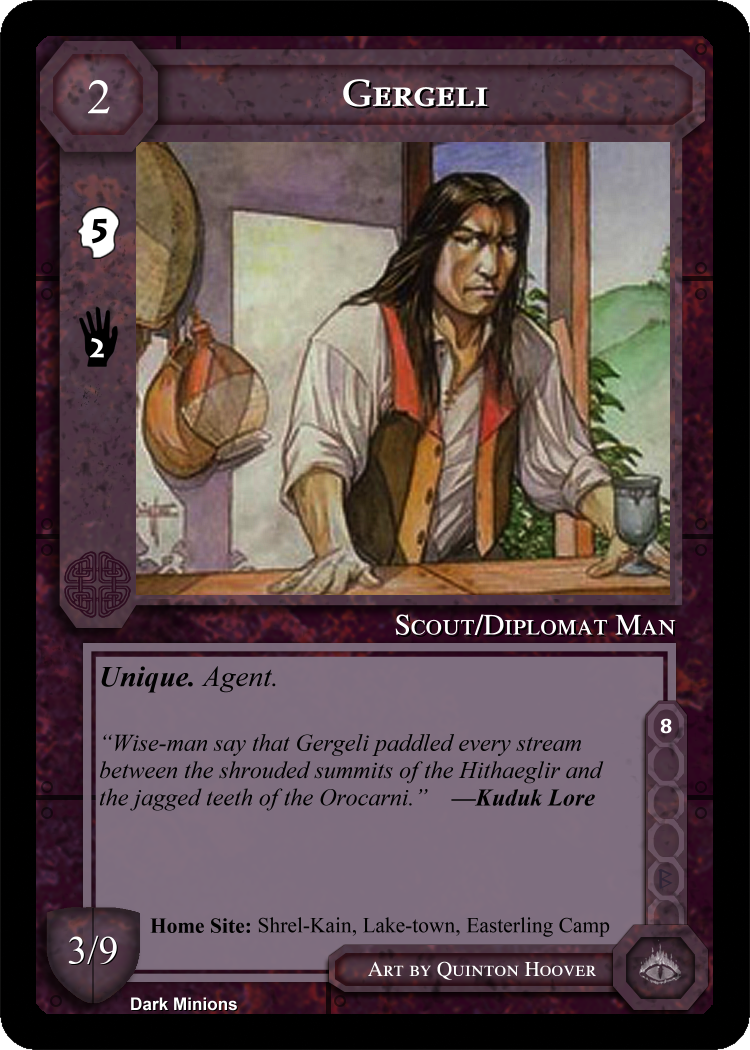 2
GERGELI
5
2
SCOUT/DIPLOMAT MAN
Unique. Agent.
8
“Wise-man say that Gergeli paddled every stream
between the shrouded summits of the Hithaeglir and
the jagged teeth of the Orocarni.” —Kuduk Lore
Home Site: Shrel-Kain, Lake-town, Easterling Camp
3/9
ART BY QUINTON HOOVER
Dark Minions